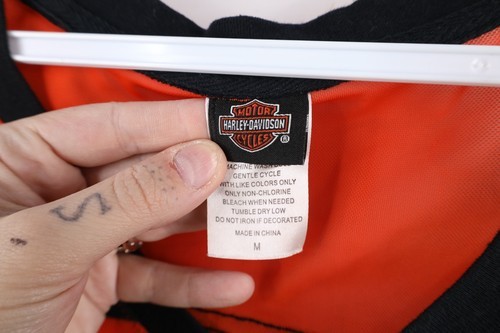 MOTOR
HARLEY-DAVIDSON
CYCLES
®
MACHINE WASH
GENTLE CYCLE
WITH LIKE COLORS ONLY
ONLY NON-CHLORINE
BLEACH WHEN NEEDED
TUMBLE DRY LOW
DO NOT IRON IF DECORATED
MADE IN CHINA
M